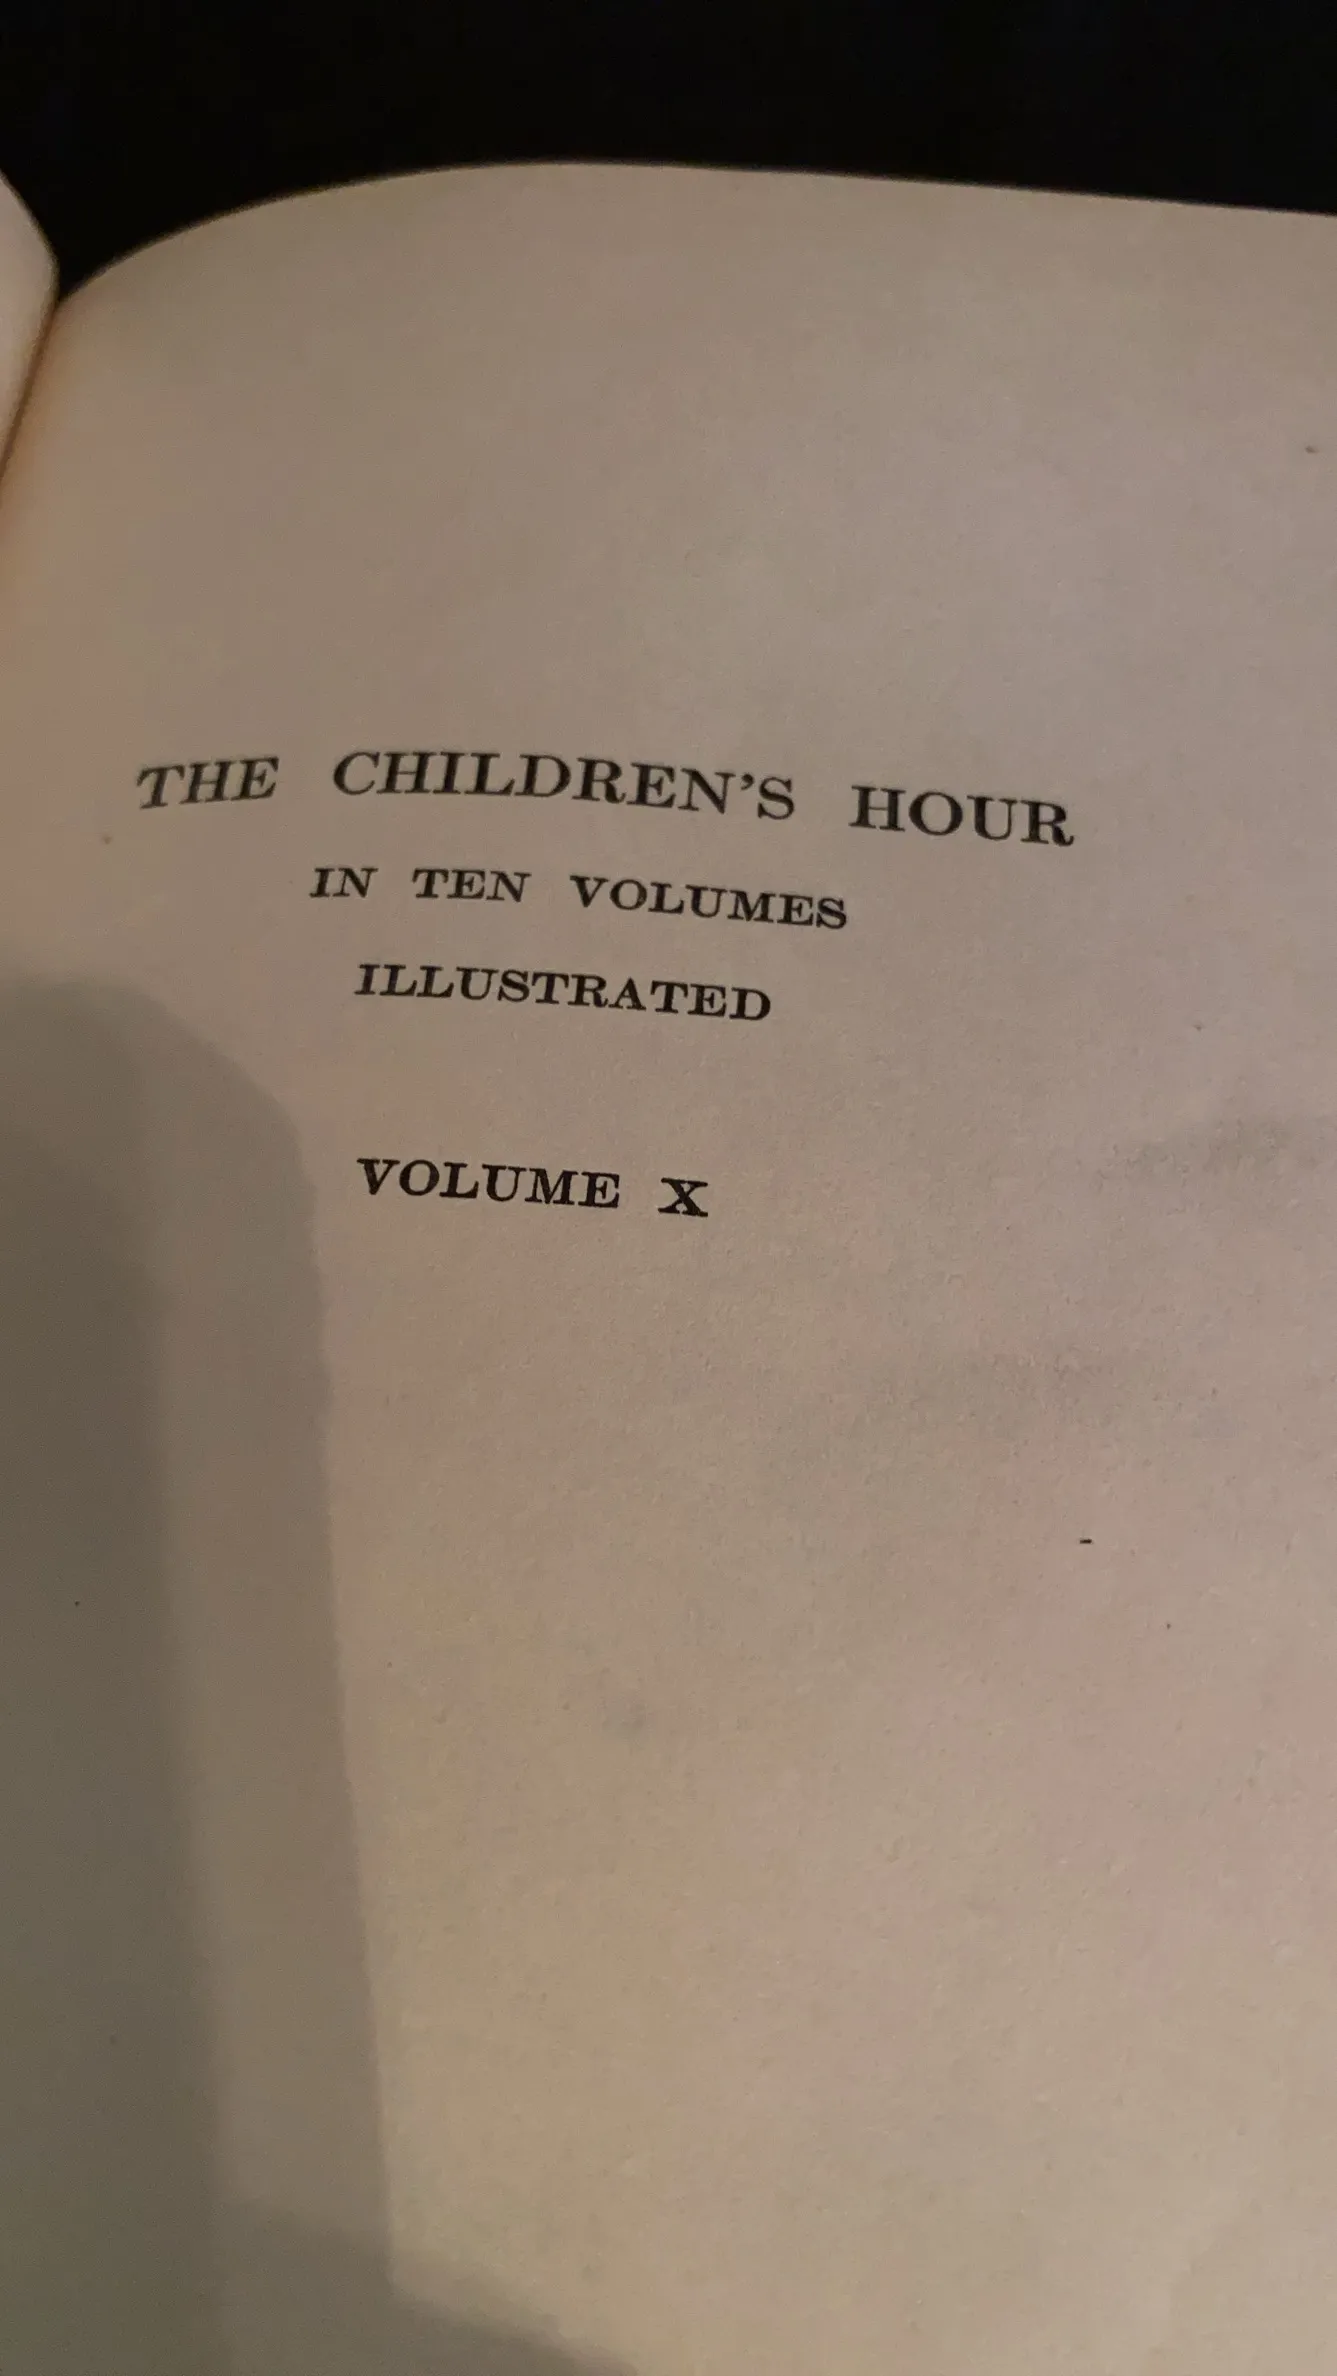 THE CHILDREN'S HOUR
IN TEN VOLUMES
ILLUSTRATED
VOLUME X